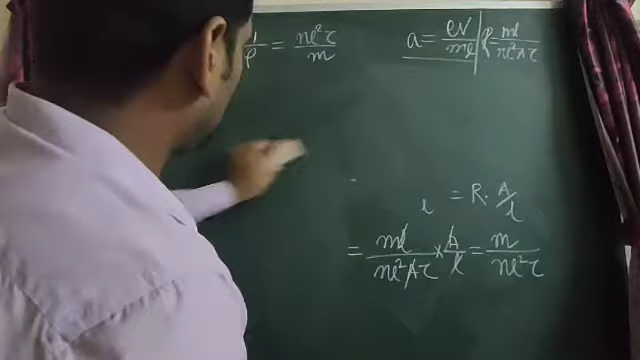 1/ρ = ne²τ/m
a = eV/ml
R = ml/ne²Aτ
l = R · A/l
= ml/ne²Aτ × A/l = m/ne²τ